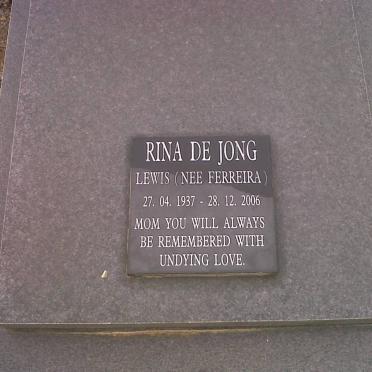 RINA DE JONG
LEWIS (NEE FERREIRA)
27. 04. 1937 - 28. 12. 2006
MOM YOU WILL ALWAYS
BE REMEMBERED WITH
UNDYING LOVE.